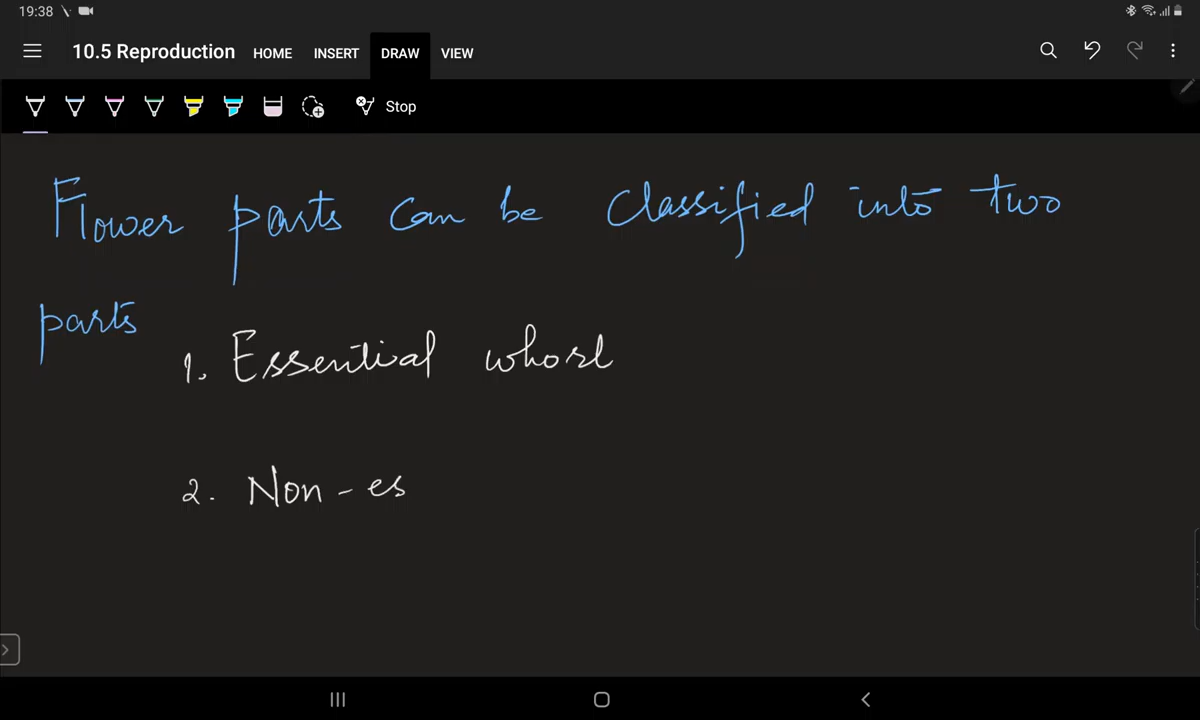 19:38
10.5 Reproduction HOME INSERT DRAW VIEW
Stop
Flower parts can be classified into two
parts
1. Essential whorl
2. Non-es